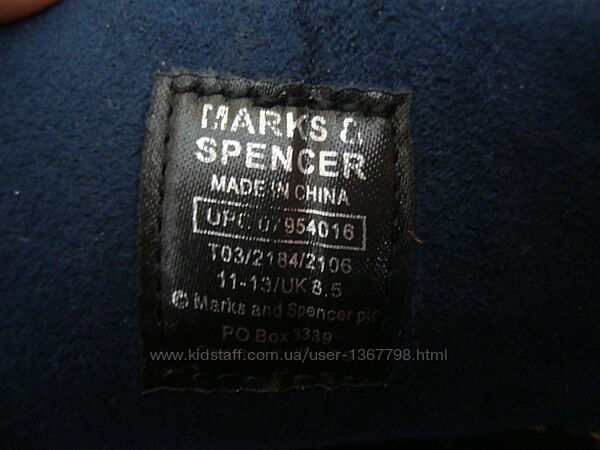 MARKS &
SPENCER
MADE IN CHINA
UPC 07954016
T03/2184/2106
11-13/UK 8.5
© Marks and Spencer plc
PO Box 3339
www.kidstaff.com.ua/user-1367798.html